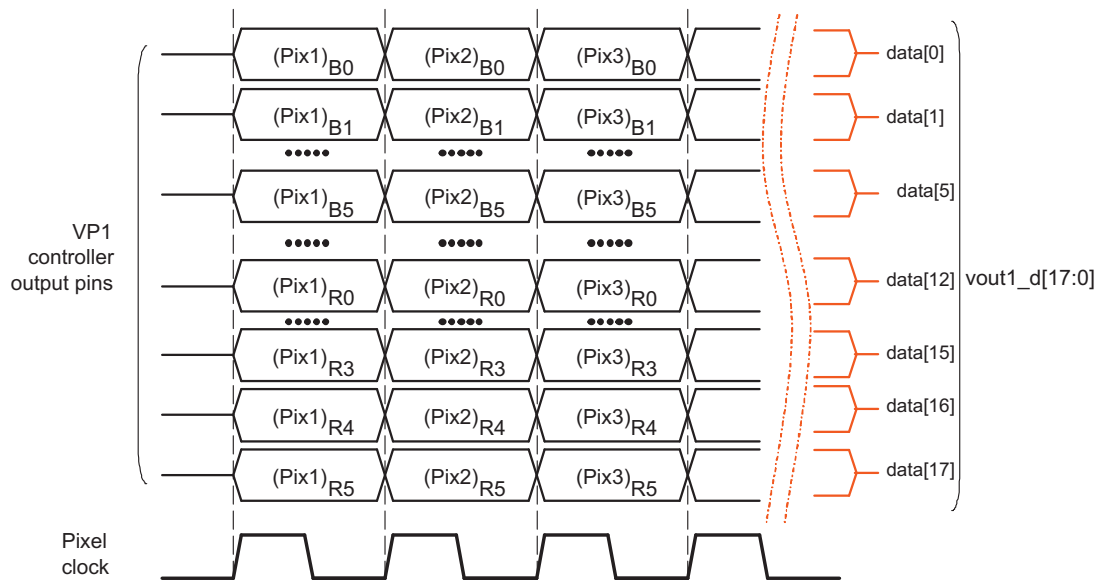 (Pix1)B0 (Pix2)B0 (Pix3)B0 data[0]
(Pix1)B1 (Pix2)B1 (Pix3)B1 data[1]
(Pix1)B5 (Pix2)B5 (Pix3)B5 data[5]
VP1
controller
output pins
(Pix1)R0 (Pix2)R0 (Pix3)R0 data[12] vout1_d[17:0]
(Pix1)R3 (Pix2)R3 (Pix3)R3 data[15]
(Pix1)R4 (Pix2)R4 (Pix3)R4 data[16]
(Pix1)R5 (Pix2)R5 (Pix3)R5 data[17]
Pixel
clock